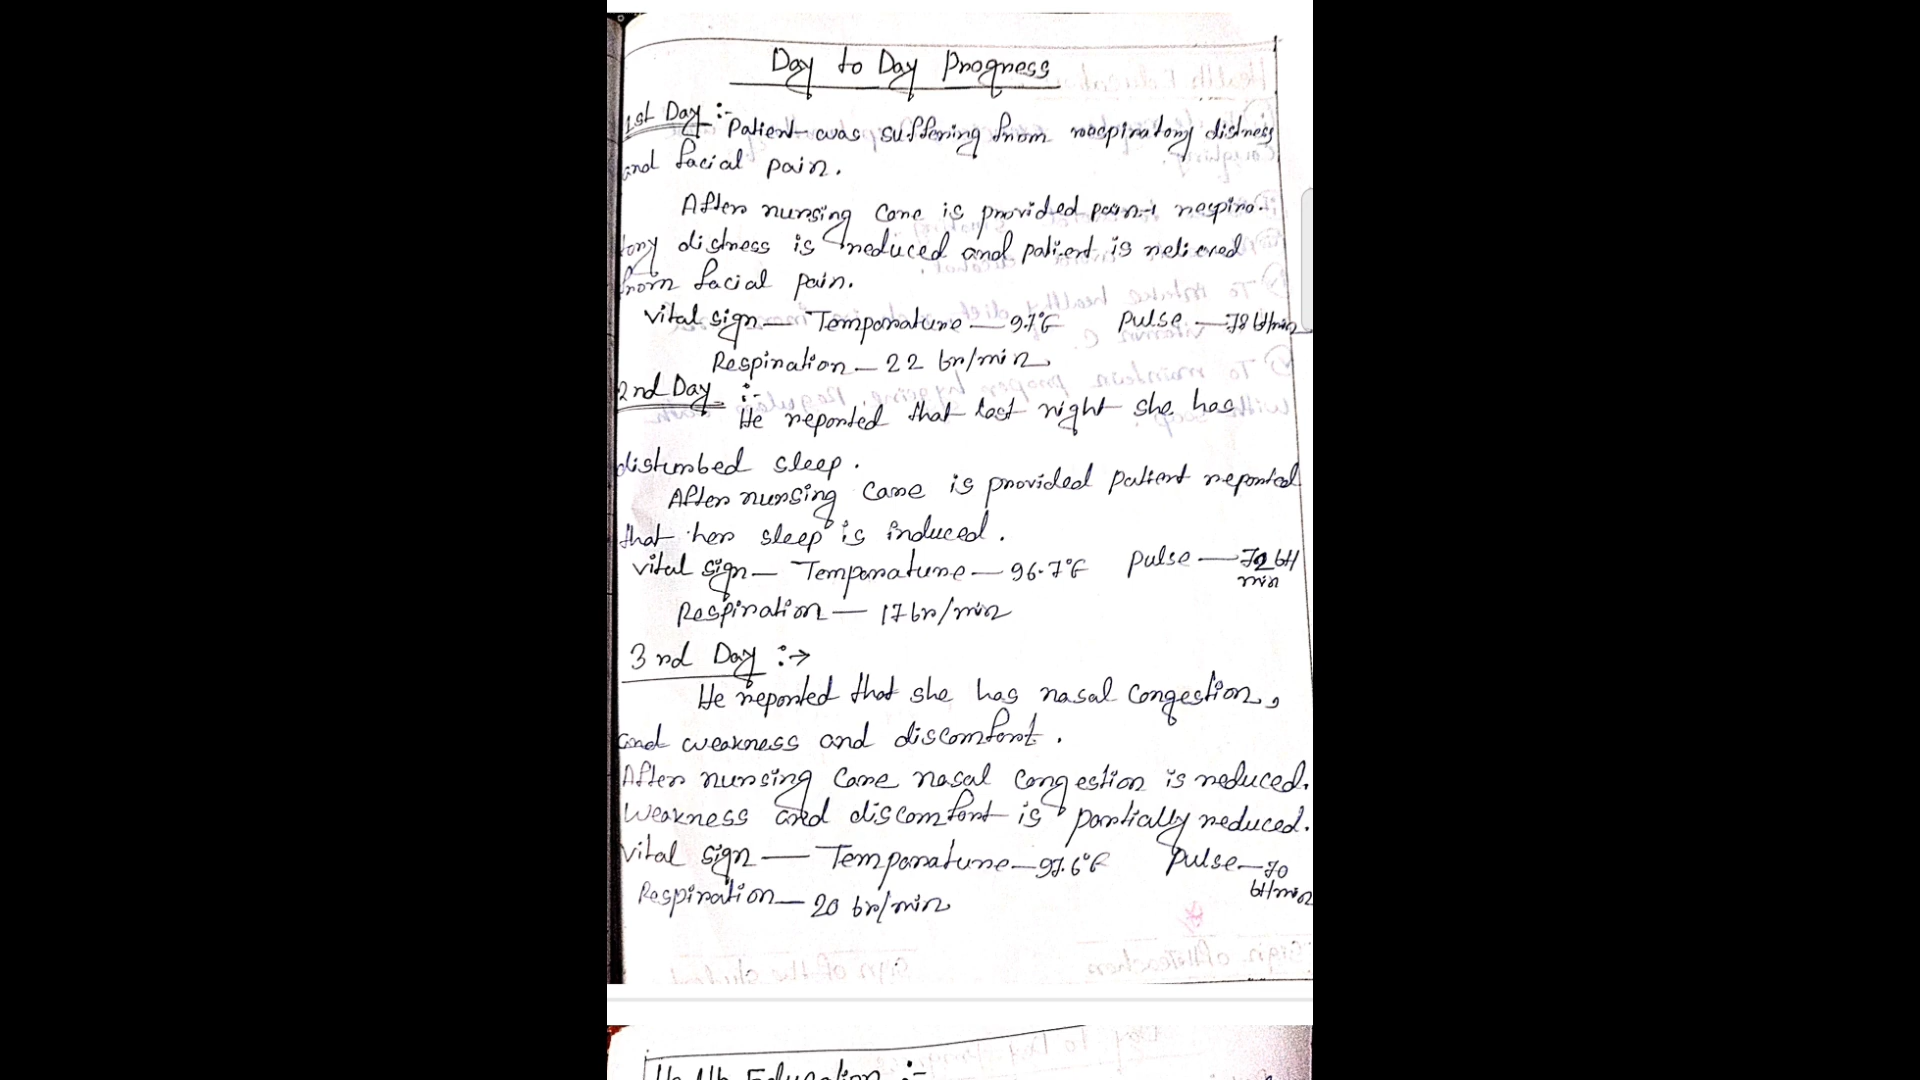 Day to Day Progress
1st Day :-
Patient was suffering from respiratory distress
and facial pain.
After nursing care is provided respira-
tory distress is reduced and patient is relieved
from facial pain.
Vital sign — Temperature — 97°F Pulse — 78 bt/min
Respiration — 22 br/min
2nd Day :-
He reported that last night she has
disturbed sleep.
After nursing care is provided patient reported
that her sleep is induced.
Vital sign — Temperature — 96.7°F Pulse — 72 bt/
min
Respiration — 17 br/min
3nd Day :→
He reported that she has nasal congestion,
and weakness and discomfort.
After nursing care nasal congestion is reduced.
Weakness and discomfort is partially reduced.
Vital sign — Temperature — 97.6°F Pulse — 70
bt/min
Respiration — 20 br/min
Health Education :-